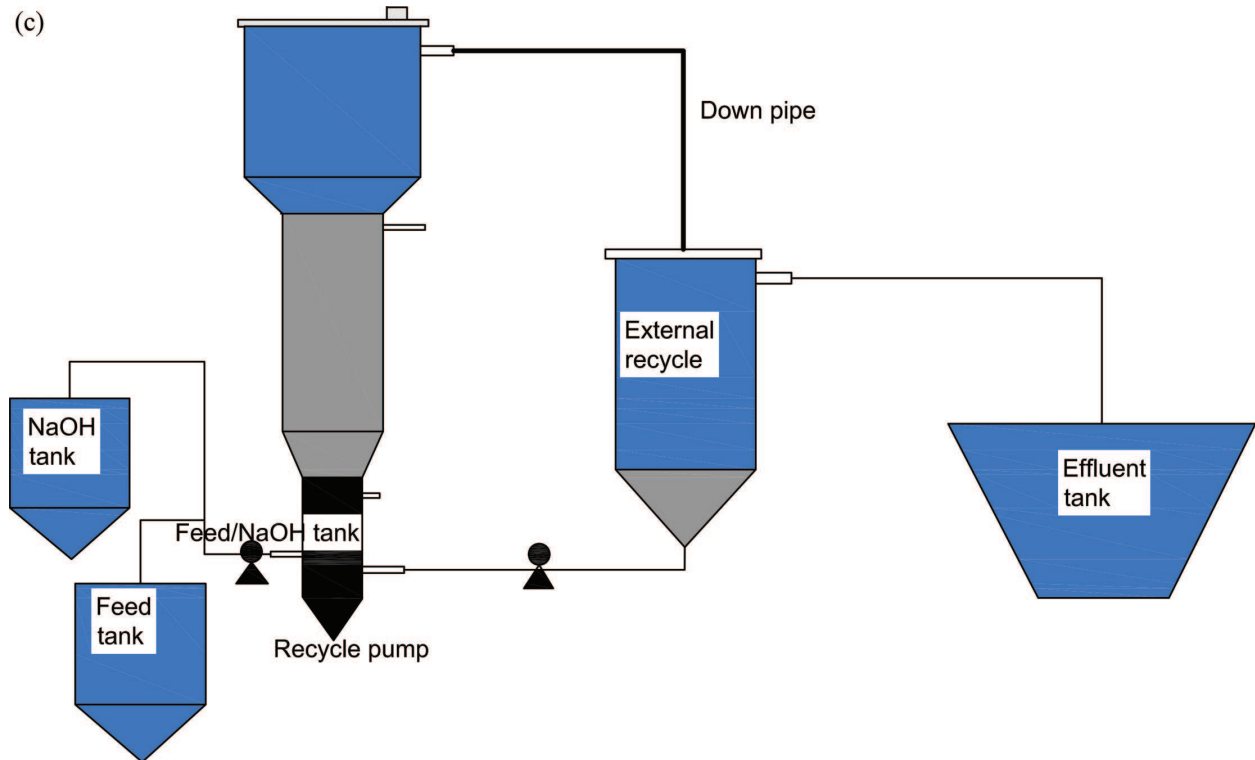 (c)
Down pipe
External
recycle
NaOH
tank
Effluent
tank
Feed/NaOH tank
Feed
tank
Recycle pump